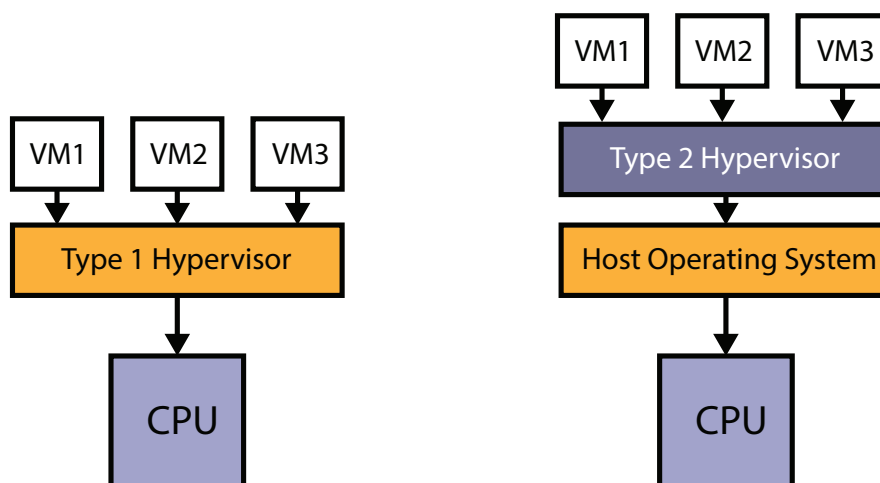 VM1 VM2 VM3
Type 1 Hypervisor
CPU
VM1 VM2 VM3
Type 2 Hypervisor
Host Operating System
CPU